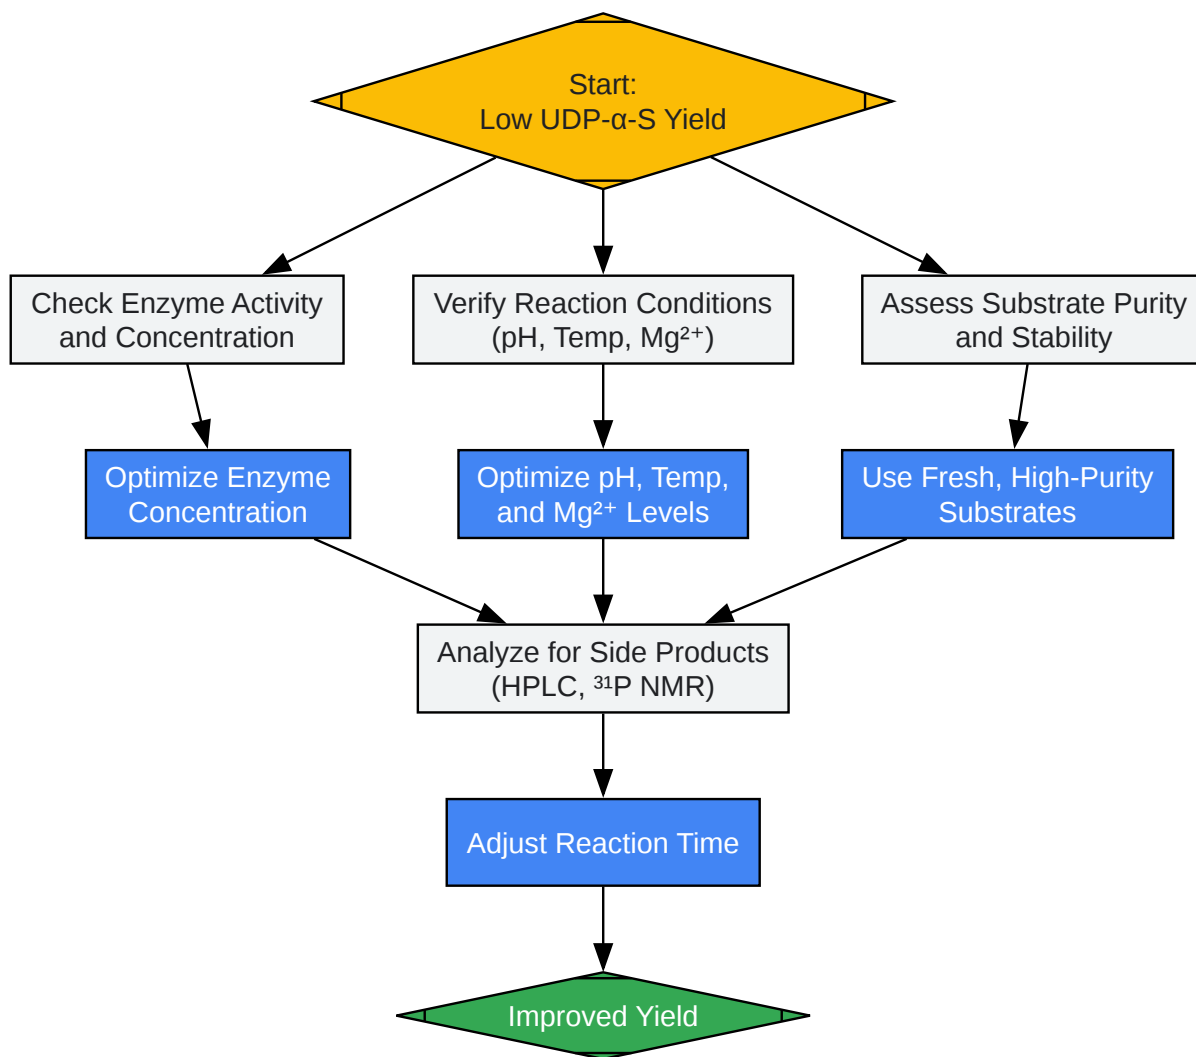 Start:
Low UDP-α-S Yield
Check Enzyme Activity
and Concentration
Verify Reaction Conditions
(pH, Temp, Mg²⁺)
Assess Substrate Purity
and Stability
Optimize Enzyme
Concentration
Optimize pH, Temp,
and Mg²⁺ Levels
Use Fresh, High-Purity
Substrates
Analyze for Side Products
(HPLC, ³¹P NMR)
Adjust Reaction Time
Improved Yield